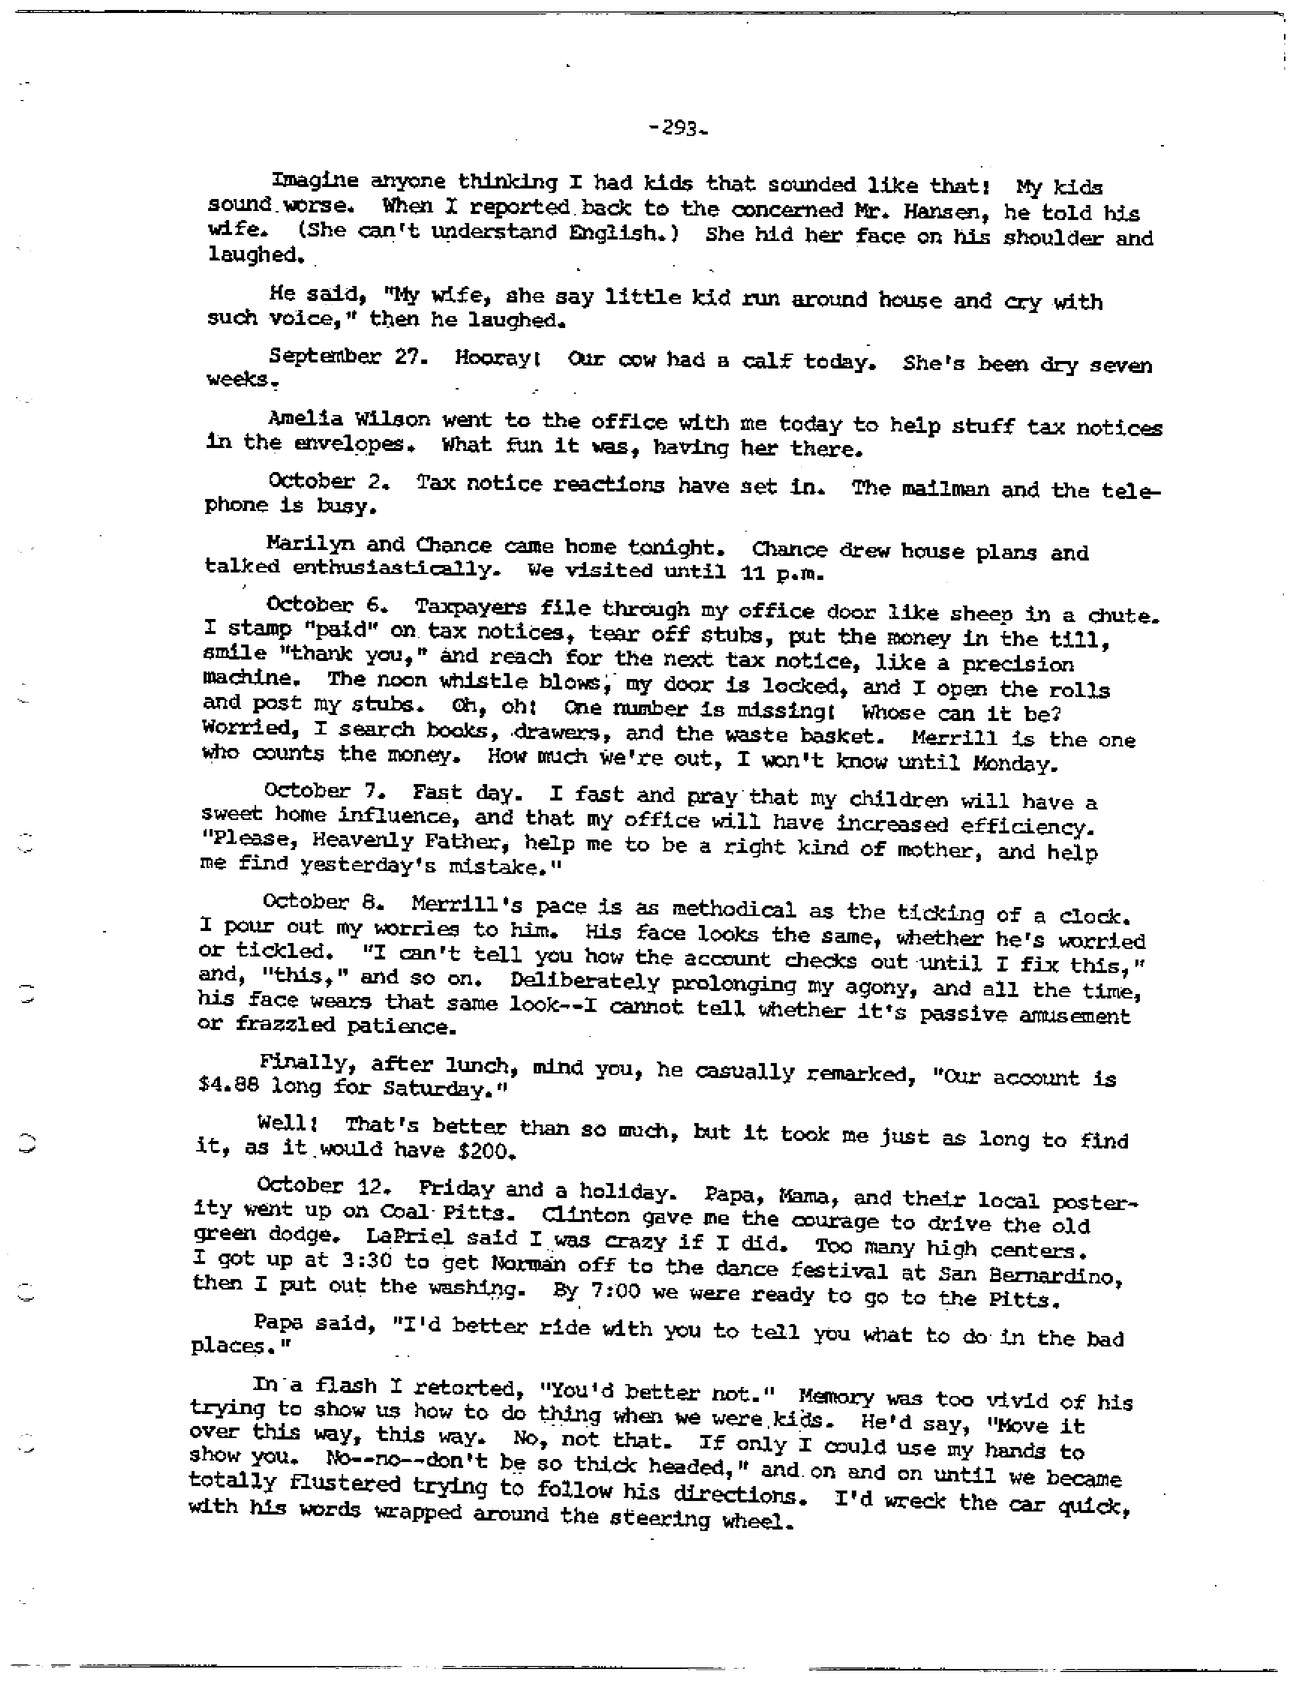 -293-
Imagine anyone thinking I had kids that sounded like that! My kids
sound worse. When I reported back to the concerned Mr. Hansen, he told his
wife. (She can't understand English.) She hid her face on his shoulder and
laughed.
He said, "My wife, she say little kid run around house and cry with
such voice," then he laughed.
September 27. Hooray! Our cow had a calf today. She's been dry seven
weeks.
Amelia Wilson went to the office with me today to help stuff tax notices
in the envelopes. What fun it was, having her there.
October 2. Tax notice reactions have set in. The mailman and the tele-
phone is busy.
Marilyn and Chance came home tonight. Chance drew house plans and
talked enthusiastically. We visited until 11 p.m.
October 6. Taxpayers file through my office door like sheep in a chute.
I stamp "paid" on tax notices, tear off stubs, put the money in the till,
smile "thank you," and reach for the next tax notice, like a precision
machine. The noon whistle blows, my door is locked, and I open the rolls
and post my stubs. Oh, oh! One number is missing! Whose can it be?
Worried, I search books, drawers, and the waste basket. Merrill is the one
who counts the money. How much we're out, I won't know until Monday.
October 7. Fast day. I fast and pray that my children will have a
sweet home influence, and that my office will have increased efficiency.
"Please, Heavenly Father, help me to be a right kind of mother, and help
me find yesterday's mistake."
October 8. Merrill's pace is as methodical as the ticking of a clock.
I pour out my worries to him. His face looks the same, whether he's worried
or tickled. "I can't tell you how the account checks out until I fix this,"
and, "this," and so on. Deliberately prolonging my agony, and all the time,
his face wears that same look--I cannot tell whether it's passive amusement
or frazzled patience.
Finally, after lunch, mind you, he casually remarked, "Our account is
$4.88 long for Saturday."
Well! That's better than so much, but it took me just as long to find
it, as it would have $200.
October 12. Friday and a holiday. Papa, Mama, and their local poster-
ity went up on Coal Pitts. Clinton gave me the courage to drive the old
green dodge. LaPriel said I was crazy if I did. Too many high centers.
I got up at 3:30 to get Norman off to the dance festival at San Bernardino,
then I put out the washing. By 7:00 we were ready to go to the Pitts.
Papa said, "I'd better ride with you to tell you what to do in the bad
places."
In a flash I retorted, "You'd better not." Memory was too vivid of his
trying to show us how to do thing when we were kids. He'd say, "Move it
over this way, this way. No, not that. If only I could use my hands to
show you. No--no--don't be so thick headed," and on and on until we became
totally flustered trying to follow his directions. I'd wreck the car quick,
with his words wrapped around the steering wheel.